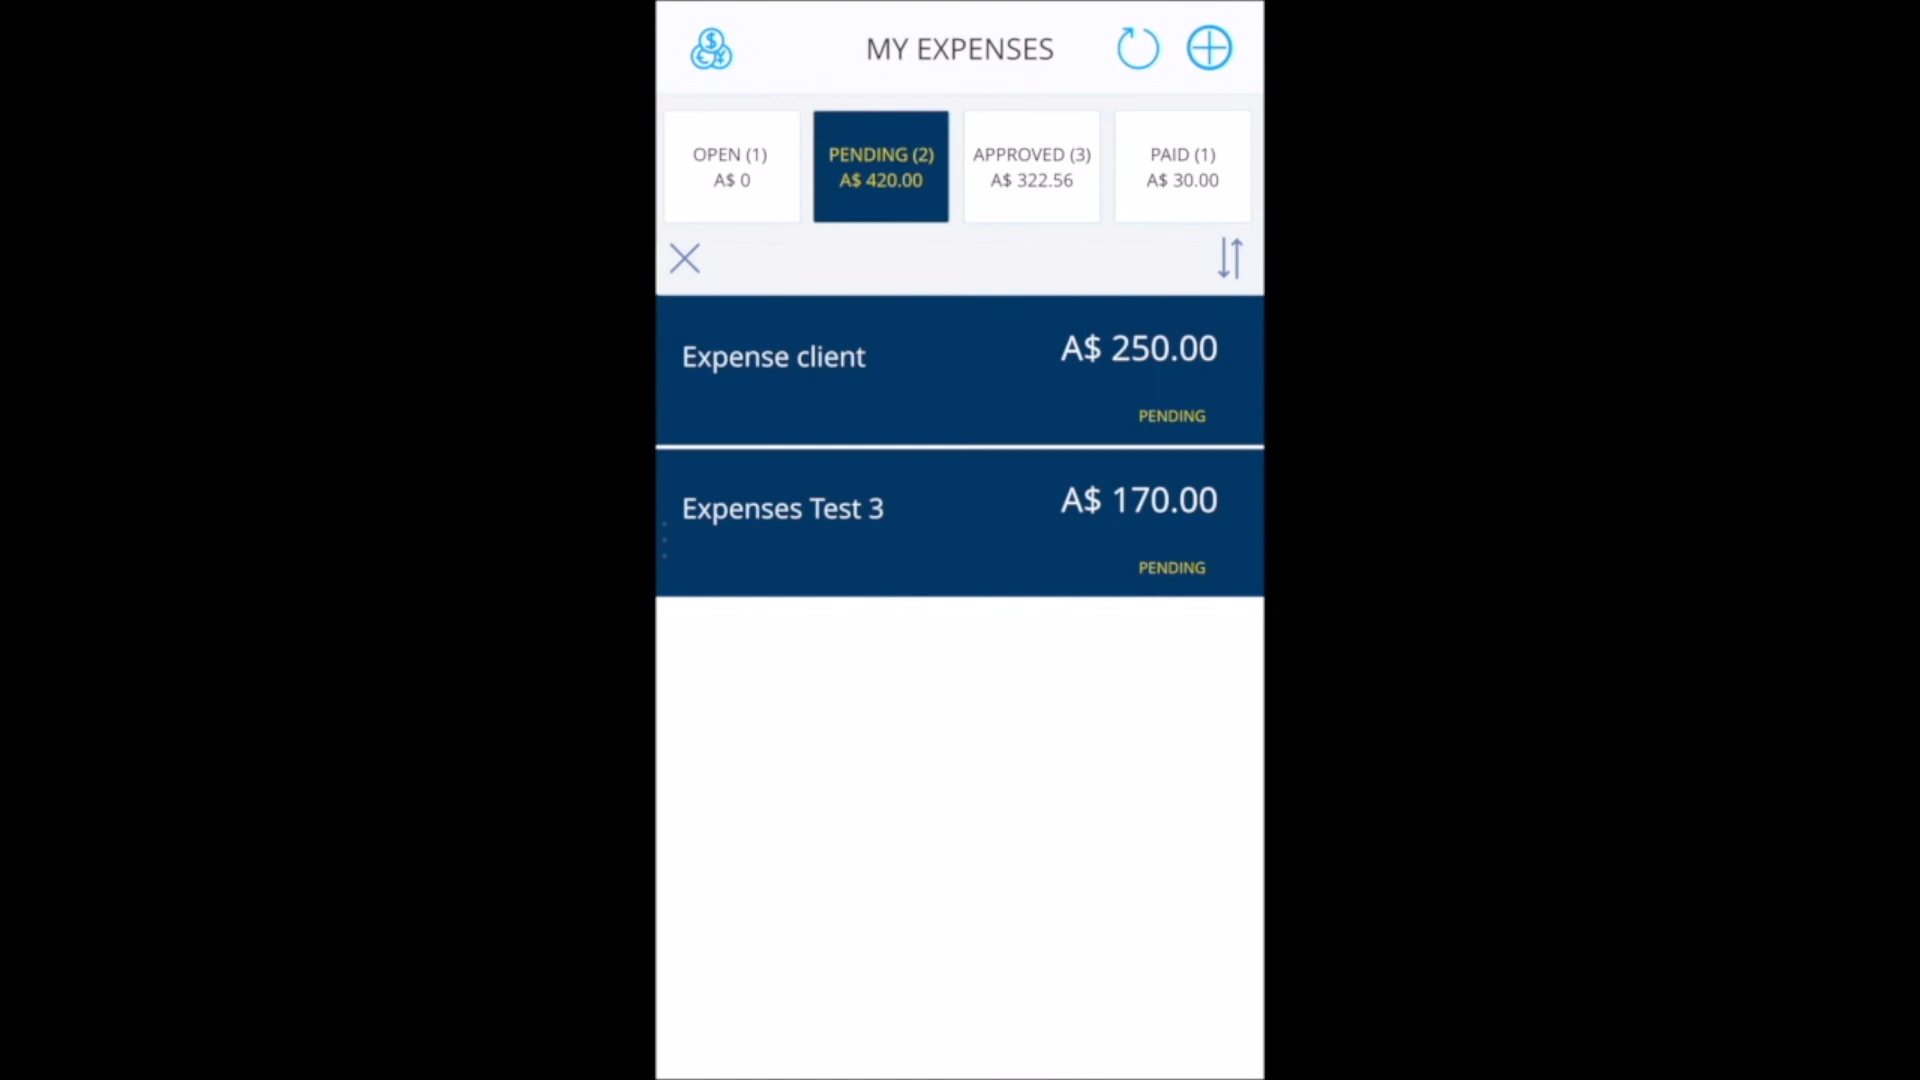 MY EXPENSES
OPEN (1)
A$ 0
PENDING (2)
A$ 420.00
APPROVED (3)
A$ 322.56
PAID (1)
A$ 30.00
Expense client
A$ 250.00
PENDING
Expenses Test 3
A$ 170.00
PENDING